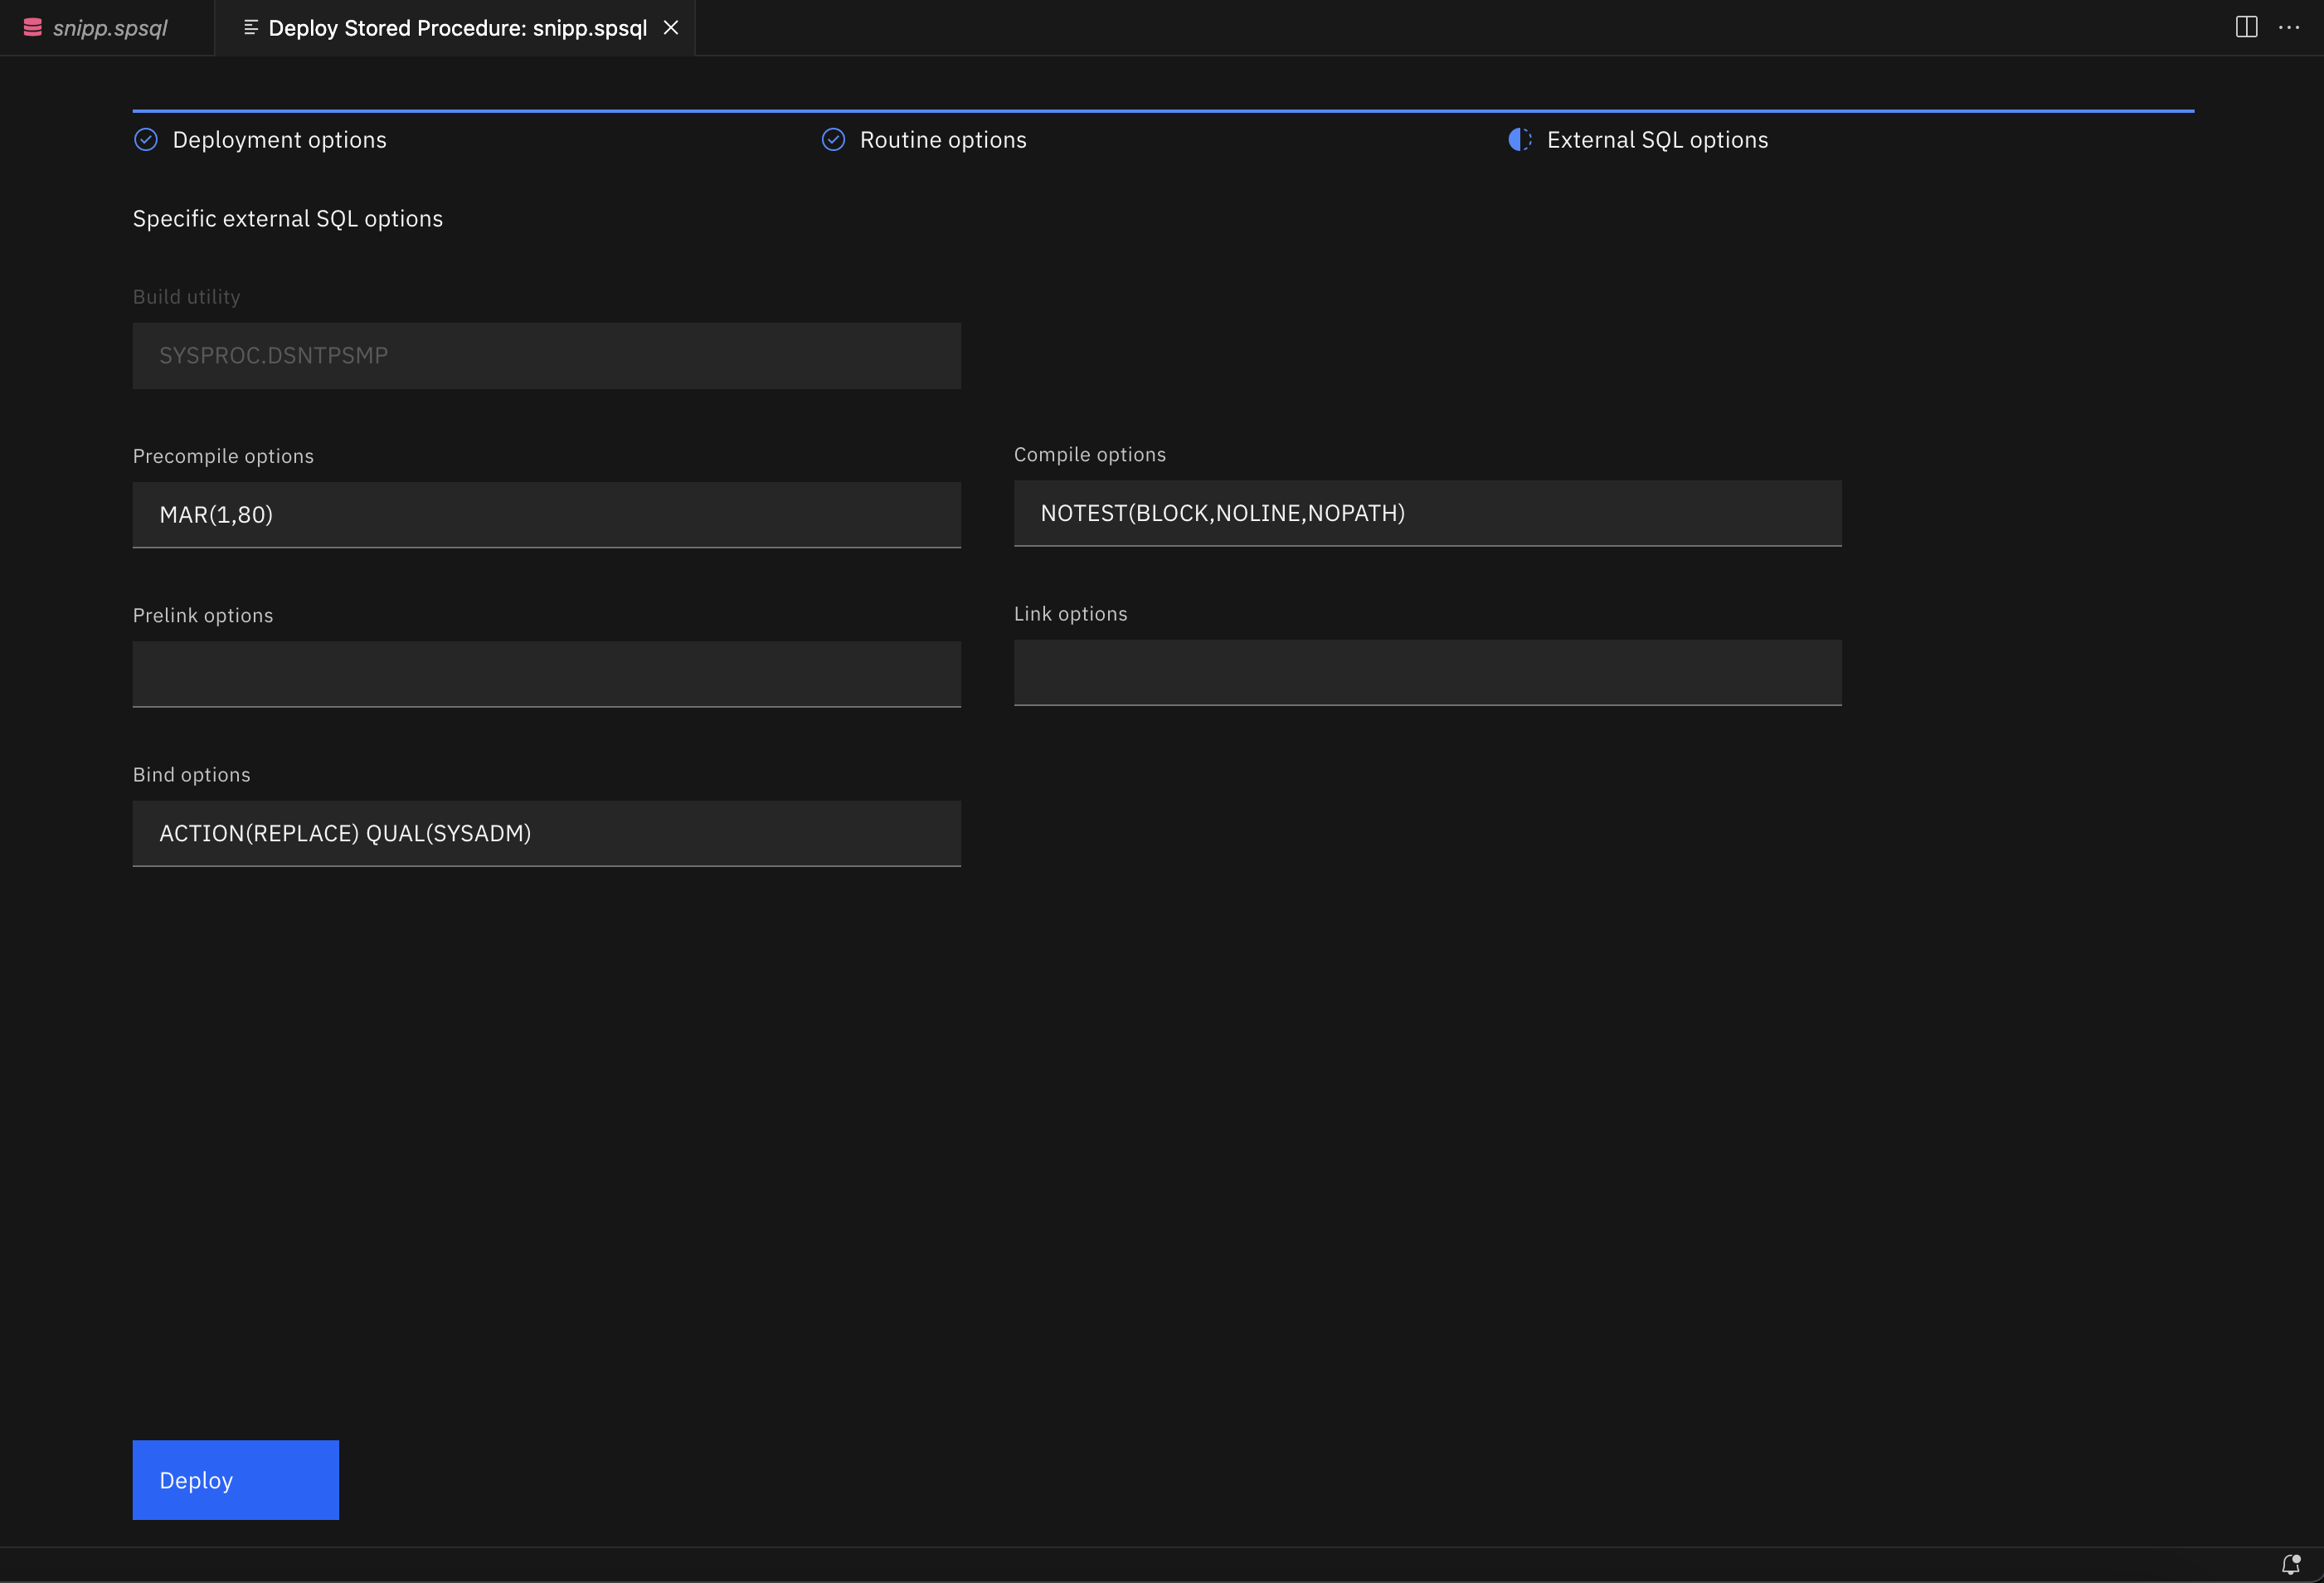 snipp.spsql
Deploy Stored Procedure: snipp.spsql
Deployment options
Routine options
External SQL options
Specific external SQL options
Build utility
SYSPROC.DSNTPSMP
Precompile options
Compile options
MAR(1,80)
NOTEST(BLOCK,NOLINE,NOPATH)
Prelink options
Link options
Bind options
ACTION(REPLACE) QUAL(SYSADM)
Deploy